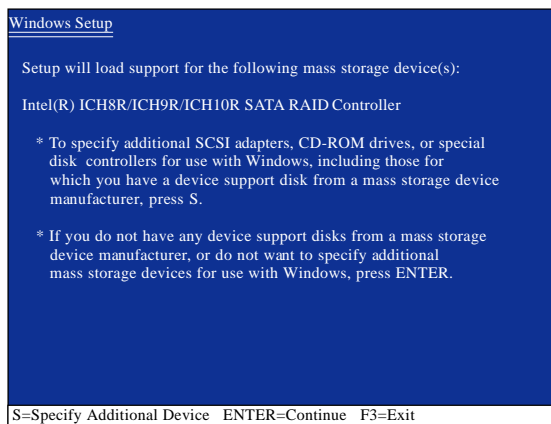 Windows Setup
Setup will load support for the following mass storage device(s):
Intel(R) ICH8R/ICH9R/ICH10R SATA RAID Controller
* To specify additional SCSI adapters, CD-ROM drives, or special
disk controllers for use with Windows, including those for
which you have a device support disk from a mass storage device
manufacturer, press S.
* If you do not have any device support disks from a mass storage
device manufacturer, or do not want to specify additional
mass storage devices for use with Windows, press ENTER.
S=Specify Additional Device ENTER=Continue F3=Exit